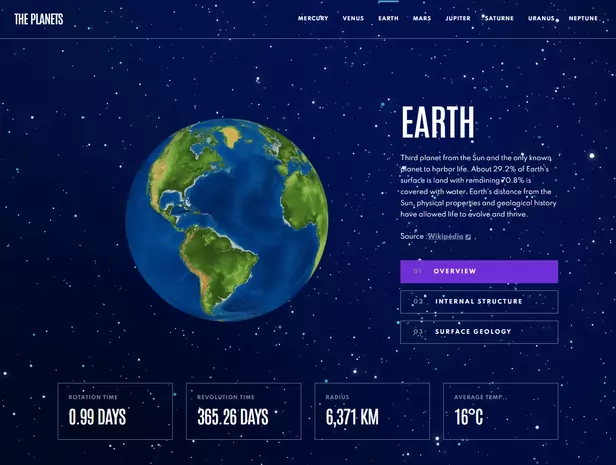 THE PLANETS
MERCURY VENUS EARTH MARS JUPITER SATURNE URANUS NEPTUNE
EARTH
Third planet from the Sun and the only known
planet to harbor life. About 29.2% of Earth's
surface is land with remaining 70.8% is
covered with water. Earth's distance from the
Sun, physical properties and geological history
have allowed life to evolve and thrive.
Source : Wikipédia
01 OVERVIEW
02 INTERNAL STRUCTURE
03 SURFACE GEOLOGY
ROTATION TIME
0.99 DAYS
REVOLUTION TIME
365.26 DAYS
RADIUS
6,371 KM
AVERAGE TEMP.
16°C